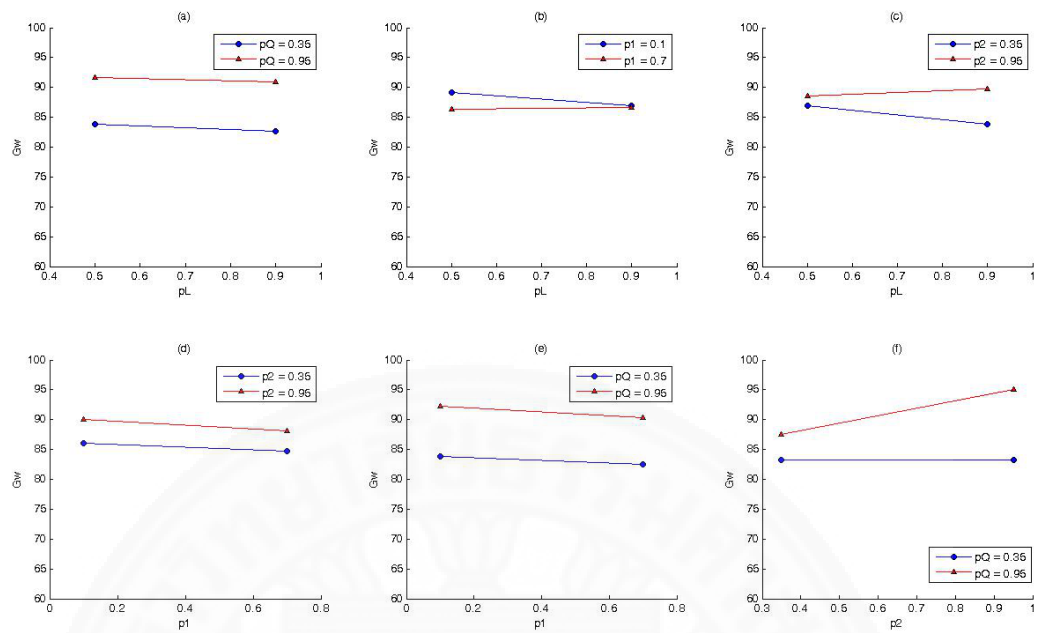 (a)
pQ = 0.35
pQ = 0.95
100
95
90
85
80
75
70
65
60
Gw
0.4 0.5 0.6 0.7 0.8 0.9 1
pL
(b)
p1 = 0.1
p1 = 0.7
100
95
90
85
80
75
70
65
60
Gw
0.4 0.5 0.6 0.7 0.8 0.9 1
pL
(c)
p2 = 0.35
p2 = 0.95
100
95
90
85
80
75
70
65
60
Gw
0.4 0.5 0.6 0.7 0.8 0.9 1
pL
(d)
p2 = 0.35
p2 = 0.95
100
95
90
85
80
75
70
65
60
Gw
0 0.2 0.4 0.6 0.8
p1
(e)
pQ = 0.35
pQ = 0.95
100
95
90
85
80
75
70
65
60
Gw
0 0.2 0.4 0.6 0.8
p1
(f)
100
95
90
85
80
75
70
65
60
Gw
pQ = 0.35
pQ = 0.95
0.3 0.4 0.5 0.6 0.7 0.8 0.9 1
p2